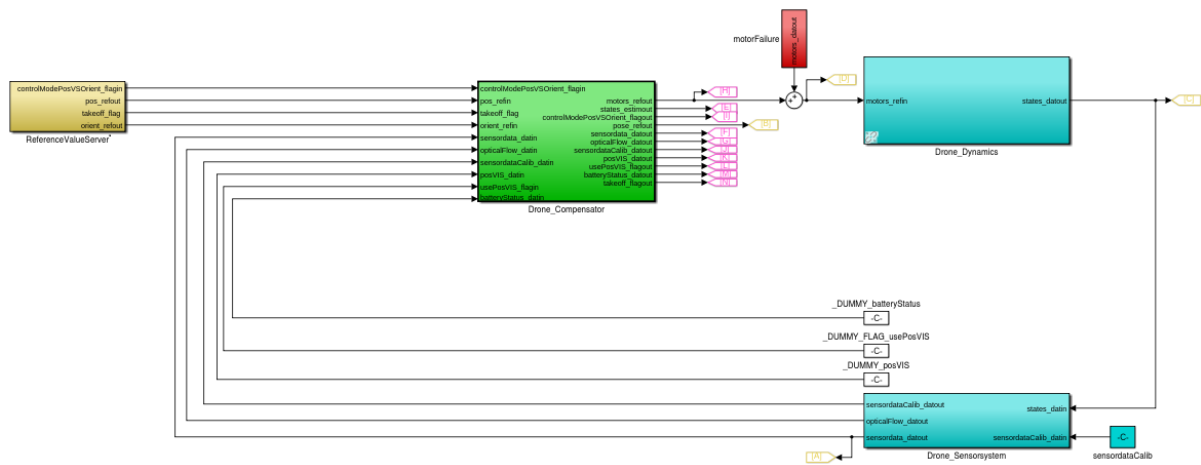 motorFailure
motors_datout
[D]
controlModePosVSOrient_flagin
pos_refout
takeoff_flag
orient_refout
ReferenceValueServer
controlModePosVSOrient_flagin
pos_refin
takeoff_flag
orient_refin
sensordata_datin
opticalFlow_datin
sensordataCalib_datin
posVIS_datin
usePosVIS_flagin
batteryStatus_datin
motors_refout
states_estimout
controlModePosVSOrient_flagout
pose_refout
sensordata_datout
opticalFlow_datout
sensordataCalib_datout
posVIS_datout
usePosVIS_flagout
batteryStatus_datout
takeoff_flagout
Drone_Compensator
[H]
[E]
[I]
[B]
[F]
[G]
[J]
[K]
[L]
[M]
[N]
motors_refin
states_datout
Drone_Dynamics
[C]
_DUMMY_batteryStatus
-C-
_DUMMY_FLAG_usePosVIS
-C-
_DUMMY_posVIS
-C-
sensordataCalib_datout
opticalFlow_datout
sensordata_datout
states_datin
sensordataCalib_datin
Drone_Sensorsystem
-C-
sensordataCalib
[A]